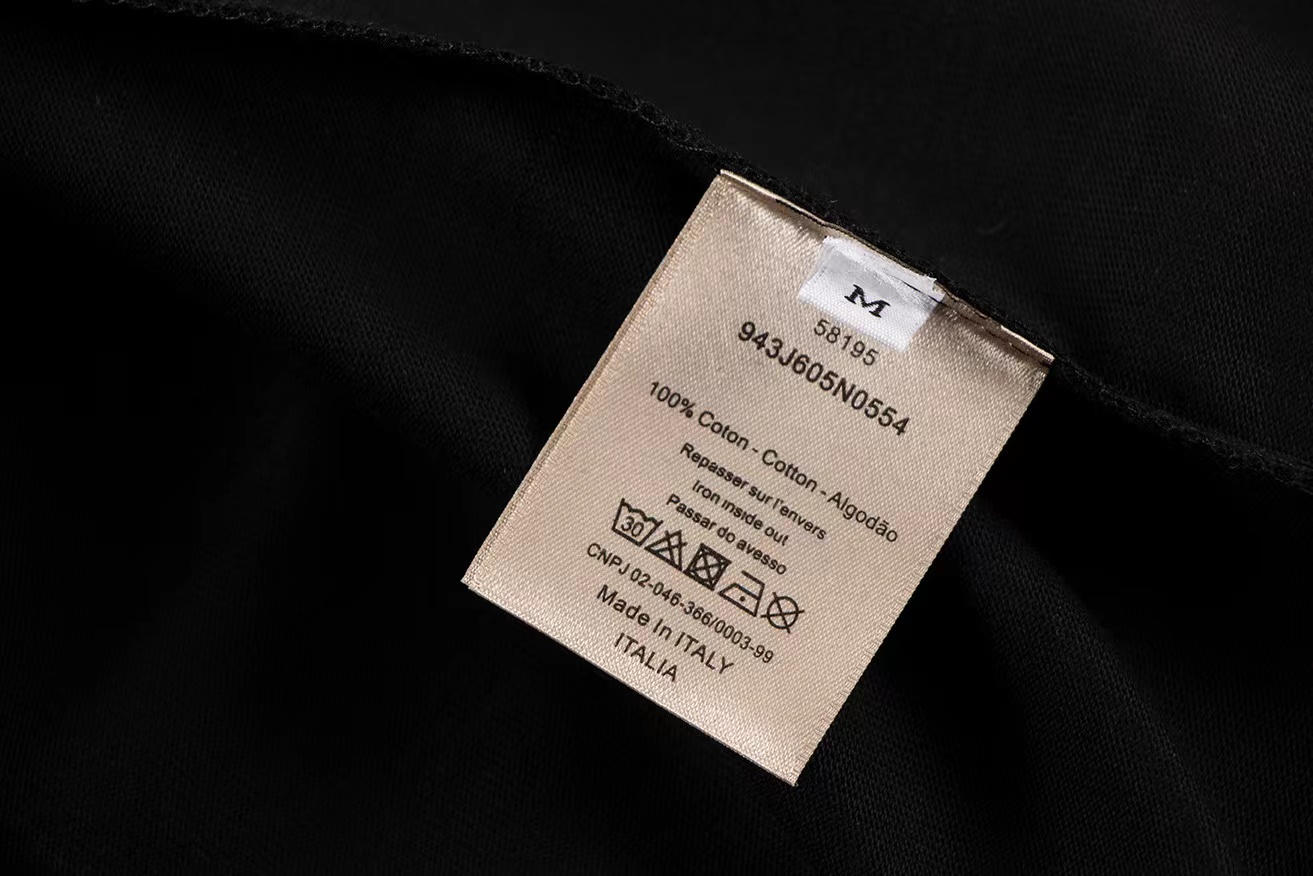 M
58195
943J605N0554
100% Coton - Cotton - Algodão
Repasser sur l'envers
Iron inside out
Passar do avesso
30
CNPJ 02-046-366/0003-99
Made In ITALY
ITALIA